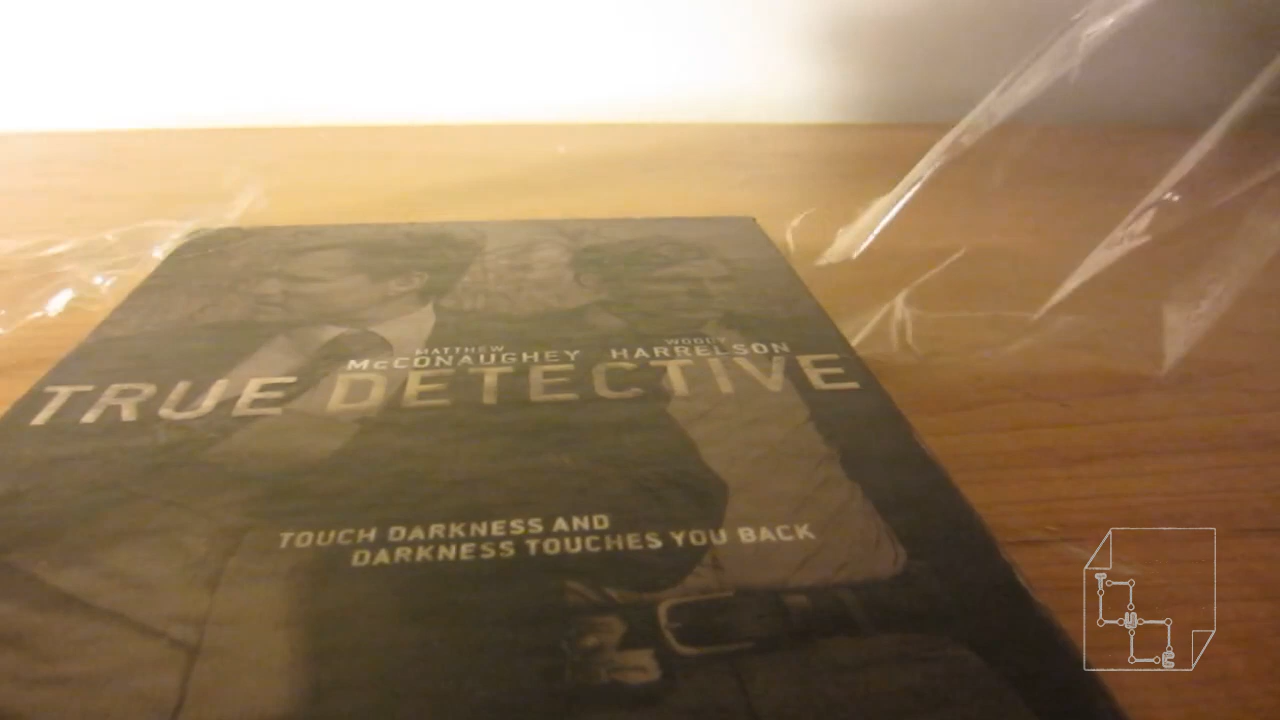 MATTHEW
McCONAUGHEY
WOODY
HARRELSON
TRUE DETECTIVE
TOUCH DARKNESS AND
DARKNESS TOUCHES YOU BACK
T
U
E